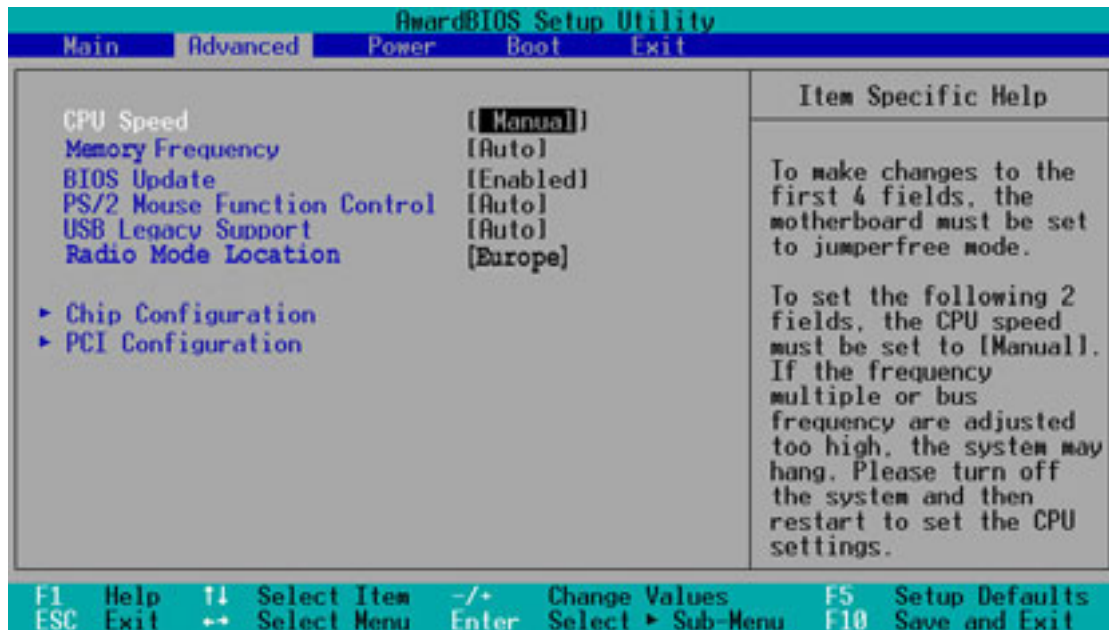 AwardBIOS Setup Utility
Main Advanced Power Boot Exit
CPU Speed [ Manual]
Memory Frequency [Auto]
BIOS Update [Enabled]
PS/2 Mouse Function Control [Auto]
USB Legacy Support [Auto]
Radio Mode Location [Europe]
► Chip Configuration
► PCI Configuration
Item Specific Help
To make changes to the
first 4 fields, the
motherboard must be set
to jumperfree mode.
To set the following 2
fields, the CPU speed
must be set to [Manual].
If the frequency
multiple or bus
frequency are adjusted
too high, the system may
hang. Please turn off
the system and then
restart to set the CPU
settings.
F1 Help ↑↓ Select Item -/+ Change Values F5 Setup Defaults
ESC Exit ←→ Select Menu Enter Select ► Sub-Menu F10 Save and Exit